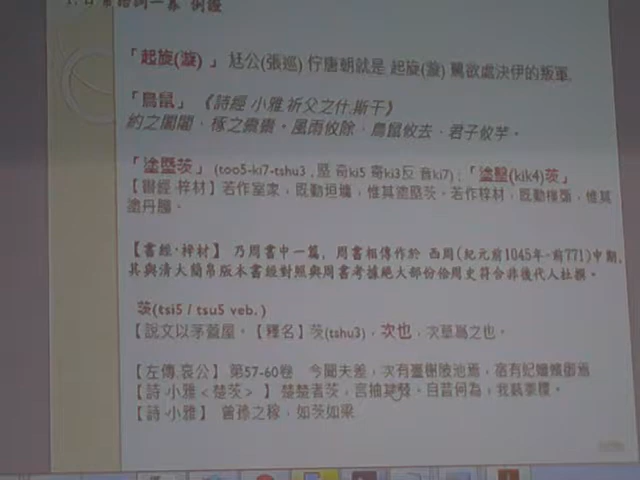 「起旋(漩) 」 尪公(張巡) 佇唐朝就是 起旋(漩) 罵欲處決伊的叛軍
「鳥鼠」 《詩經 小雅 祈父之什 斯干》
約之閣閣, 椓之橐橐。風雨攸除, 鳥鼠攸去, 君子攸芋。
「塗塈茨」 (too5-ki7-tshu3 , 塈 奇ki5 寄ki3反 音ki7) ; 「塗塈(kik4)茨」
若作室家, 既勤垣墉, 惟其塗塈茨。若作梓材, 既勤樸斲, 惟其
塗丹雘。
【書經·梓材】 乃周書中一篇, 周書相傳作於 西周(紀元前1045年-前771)中期,
其與清大簡帛版本書經對照與周書考據絕大部份俗周史符合非後代人杜撰。
茨(tsi5 / tsu5 veb. )
【說文以茅蓋屋。【釋名】茨(tshu3), 次也, 次草為之也。
【左傳 哀公】 第57-60卷 今聞夫差, 次有臺榭陂池焉, 宿有妃嬙嬪御焉
【詩·小雅<楚茨> 】 楚楚者茨, 言抽其棘。自昔何為, 我蓺黍稷。
【詩·小雅】 曾孫之稼, 如茨如梁